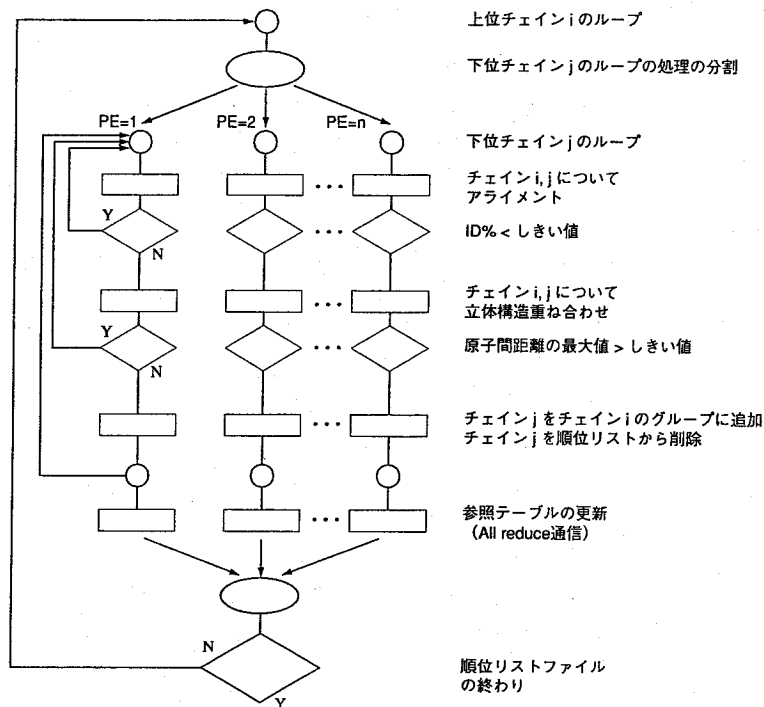 上位チェイン i のループ
下位チェイン j のループの処理の分割
PE=1
PE=2
PE=n
下位チェイン j のループ
チェイン i, j について
アライメント
Y
ID% < しきい値
N
チェイン i, j について
立体構造重ね合わせ
Y
原子間距離の最大値 > しきい値
N
チェイン j をチェイン i のグループに追加
チェイン j を順位リストから削除
参照テーブルの更新
（All reduce通信）
N
順位リストファイル
の終わり
Y